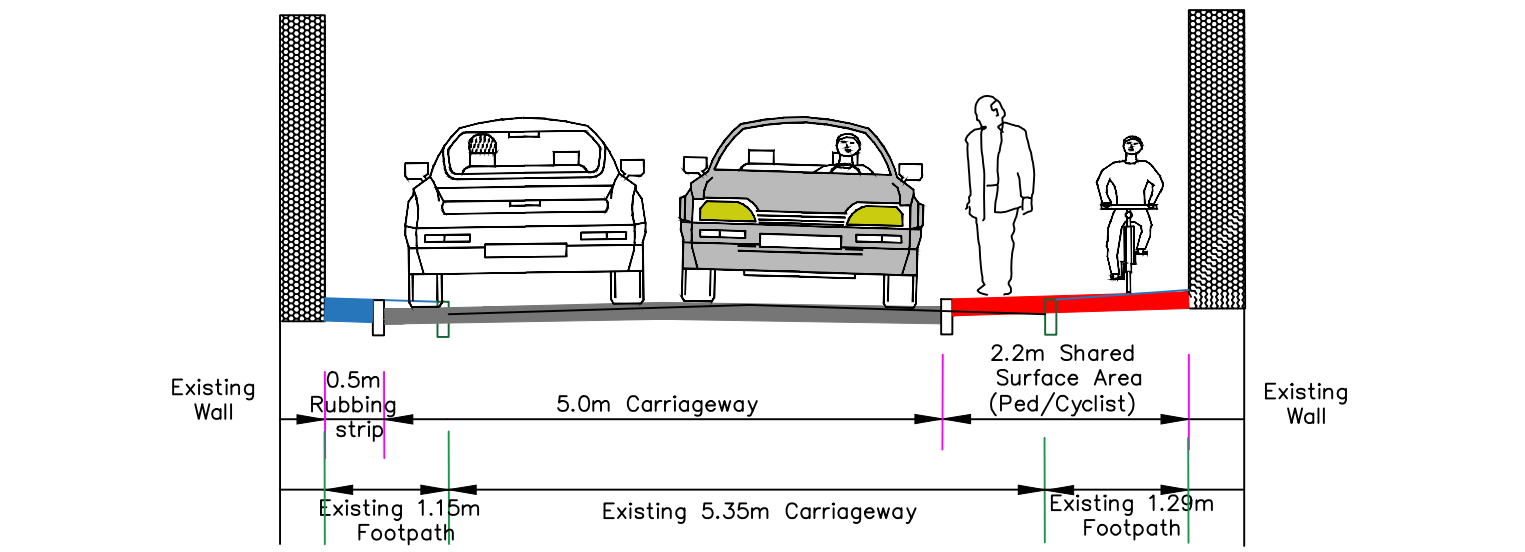 Existing
Wall
0.5m
Rubbing
strip
5.0m Carriageway
2.2m Shared
Surface Area
(Ped/Cyclist)
Existing
Wall
Existing 1.15m
Footpath
Existing 5.35m Carriageway
Existing 1.29m
Footpath